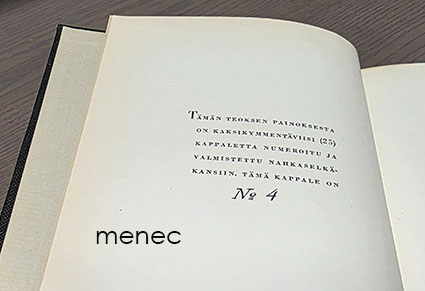 TÄMÄN TEOKSEN PAINOKSESTA
ON KAKSIKYMMENTÄVIISI (25)
KAPPALETTA NUMEROITU JA
VALMISTETTU NAHKASELKÄ-
KANSIIN. TÄMÄ KAPPALE ON
№ 4
menec